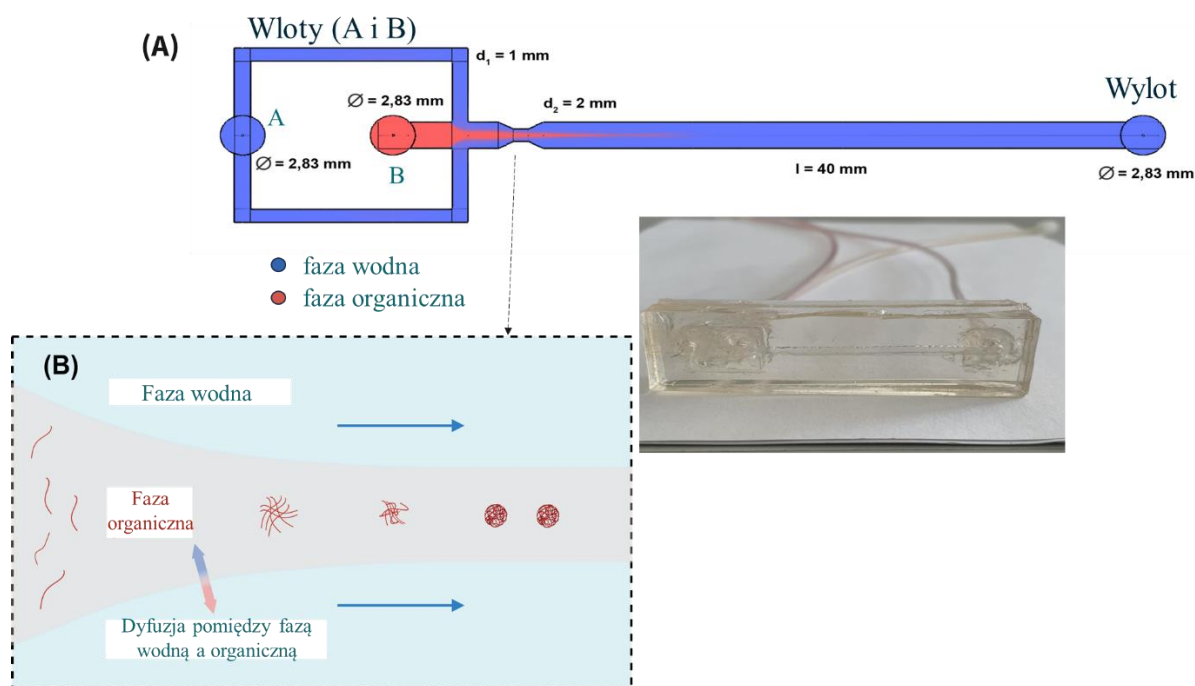 (A)
Wloty (A i B)
d₁ = 1 mm
Ø = 2,83 mm
d₂ = 2 mm
Wylot
A
Ø = 2,83 mm
B
l = 40 mm
Ø = 2,83 mm
faza wodna
faza organiczna
(B)
Faza wodna
Faza
organiczna
Dyfuzja pomiędzy fazą
wodną a organiczną